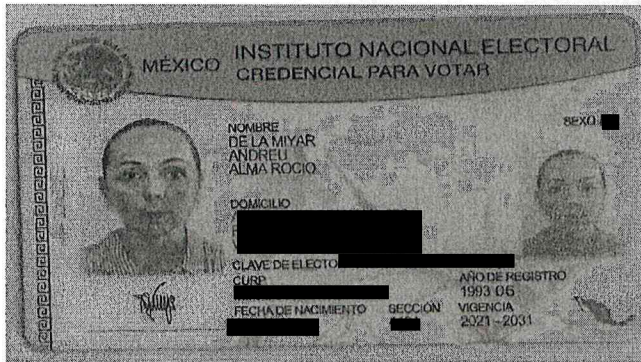 MÉXICO
INSTITUTO NACIONAL ELECTORAL
CREDENCIAL PARA VOTAR
NOMBRE
DE LA MIYAR
ANDREU
ALMA ROCIO
SEXO
DOMICILIO
CLAVE DE ELECTO
CURP
AÑO DE REGISTRO
1993 06
FECHA DE NACIMIENTO
SECCIÓN
VIGENCIA
2021-2031